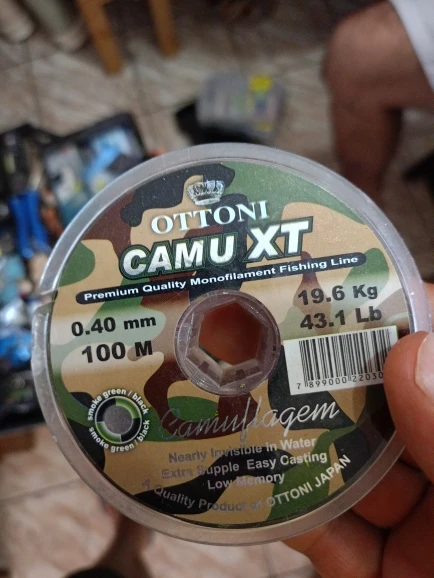 OTTONI
CAMU XT
Premium Quality Monofilament Fishing Line
0.40 mm
100 M
19.6 Kg
43.1 Lb
smoke green / black
smoke green / black
Camuflagem
Nearly Invisible in Water
Extra Supple Easy Casting
Low Memory
A Quality Product of OTTONI JAPAN